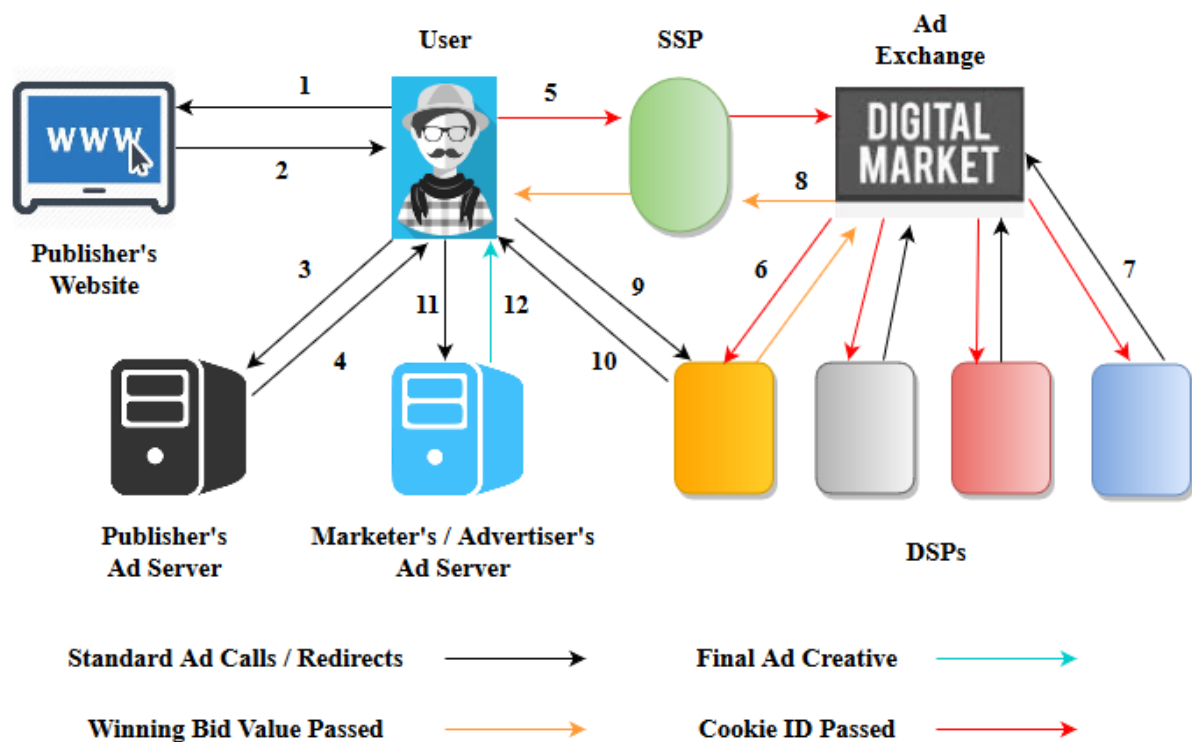 User
SSP
Ad
Exchange
1
5
WWW
DIGITAL
MARKET
2
8
Publisher's
Website
3
9
6
7
11
12
4
10
Publisher's
Ad Server
Marketer's / Advertiser's
Ad Server
DSPs
Standard Ad Calls / Redirects
Final Ad Creative
Winning Bid Value Passed
Cookie ID Passed